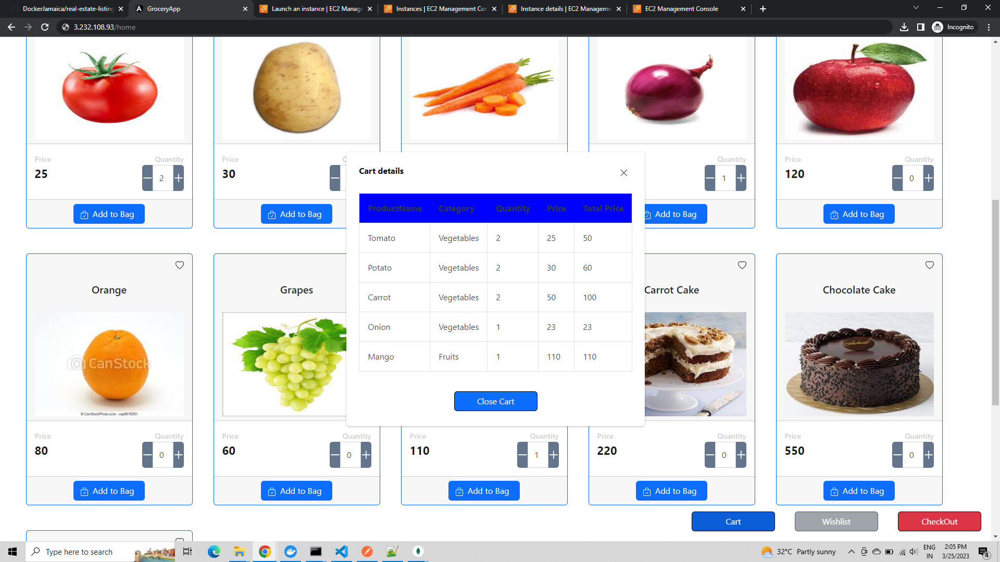 DockerJamaica/real-estate-listing
GroceryApp
Launch an instance | EC2 Manage
Instances | EC2 Management Con
Instance details | EC2 Manageme
EC2 Management Console
3.232.108.93/home
Incognito
Price
Quantity
25
2
Add to Bag
Price
30
Add to Bag
Quantity
1
Add to Bag
Price
Quantity
120
0
Add to Bag
Cart details
ProductName Category Quantity Price Total Price
Tomato Vegetables 2 25 50
Potato Vegetables 2 30 60
Carrot Vegetables 2 50 100
Onion Vegetables 1 23 23
Mango Fruits 1 110 110
Close Cart
Orange
CanStock
© CanStockPhoto.com - csp8576351
Price
Quantity
80
0
Add to Bag
Grapes
Price
Quantity
60
0
Add to Bag
Price
Quantity
110
1
Add to Bag
Carrot Cake
Price
Quantity
220
0
Add to Bag
Chocolate Cake
Price
Quantity
550
0
Add to Bag
Cart
Wishlist
CheckOut
Type here to search
32°C Partly sunny
ENG
IN
2:05 PM
3/25/2023
4